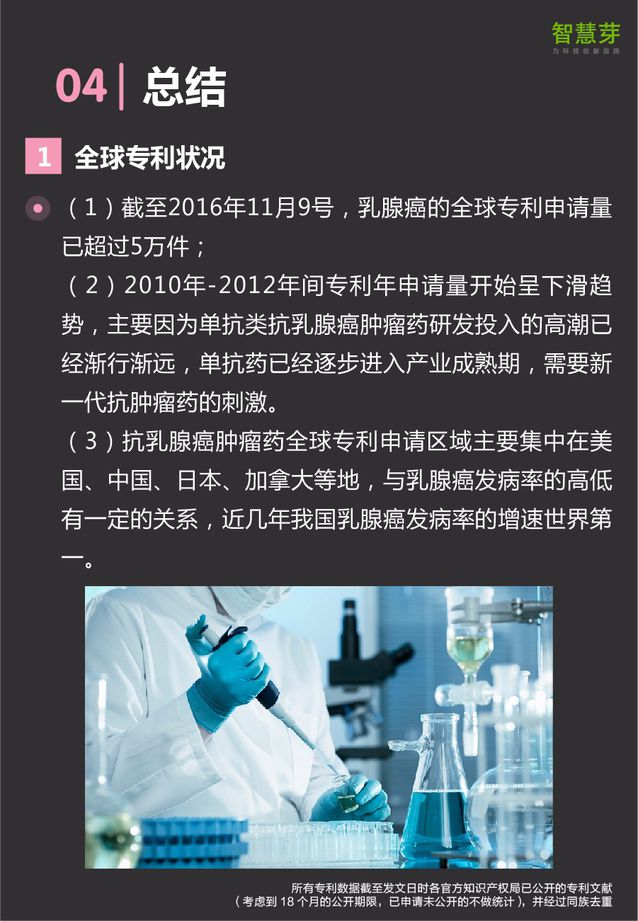 智慧芽
为科技创新指路
04 总结
1 全球专利状况
（1）截至2016年11月9号，乳腺癌的全球专利申请量
已超过5万件；
（2）2010年-2012年间专利年申请量开始呈下滑趋
势，主要因为单抗类抗乳腺癌肿瘤药研发投入的高潮已
经渐行渐远，单抗药已经逐步进入产业成熟期，需要新
一代抗肿瘤药的刺激。
（3）抗乳腺癌肿瘤药全球专利申请区域主要集中在美
国、中国、日本、加拿大等地，与乳腺癌发病率的高低
有一定的关系，近几年我国乳腺癌发病率的增速世界第
一。
所有专利数据截至发文日时各官方知识产权局已公开的专利文献
（考虑到 18 个月的公开期限，已申请未公开的不做统计），并经过同族去重